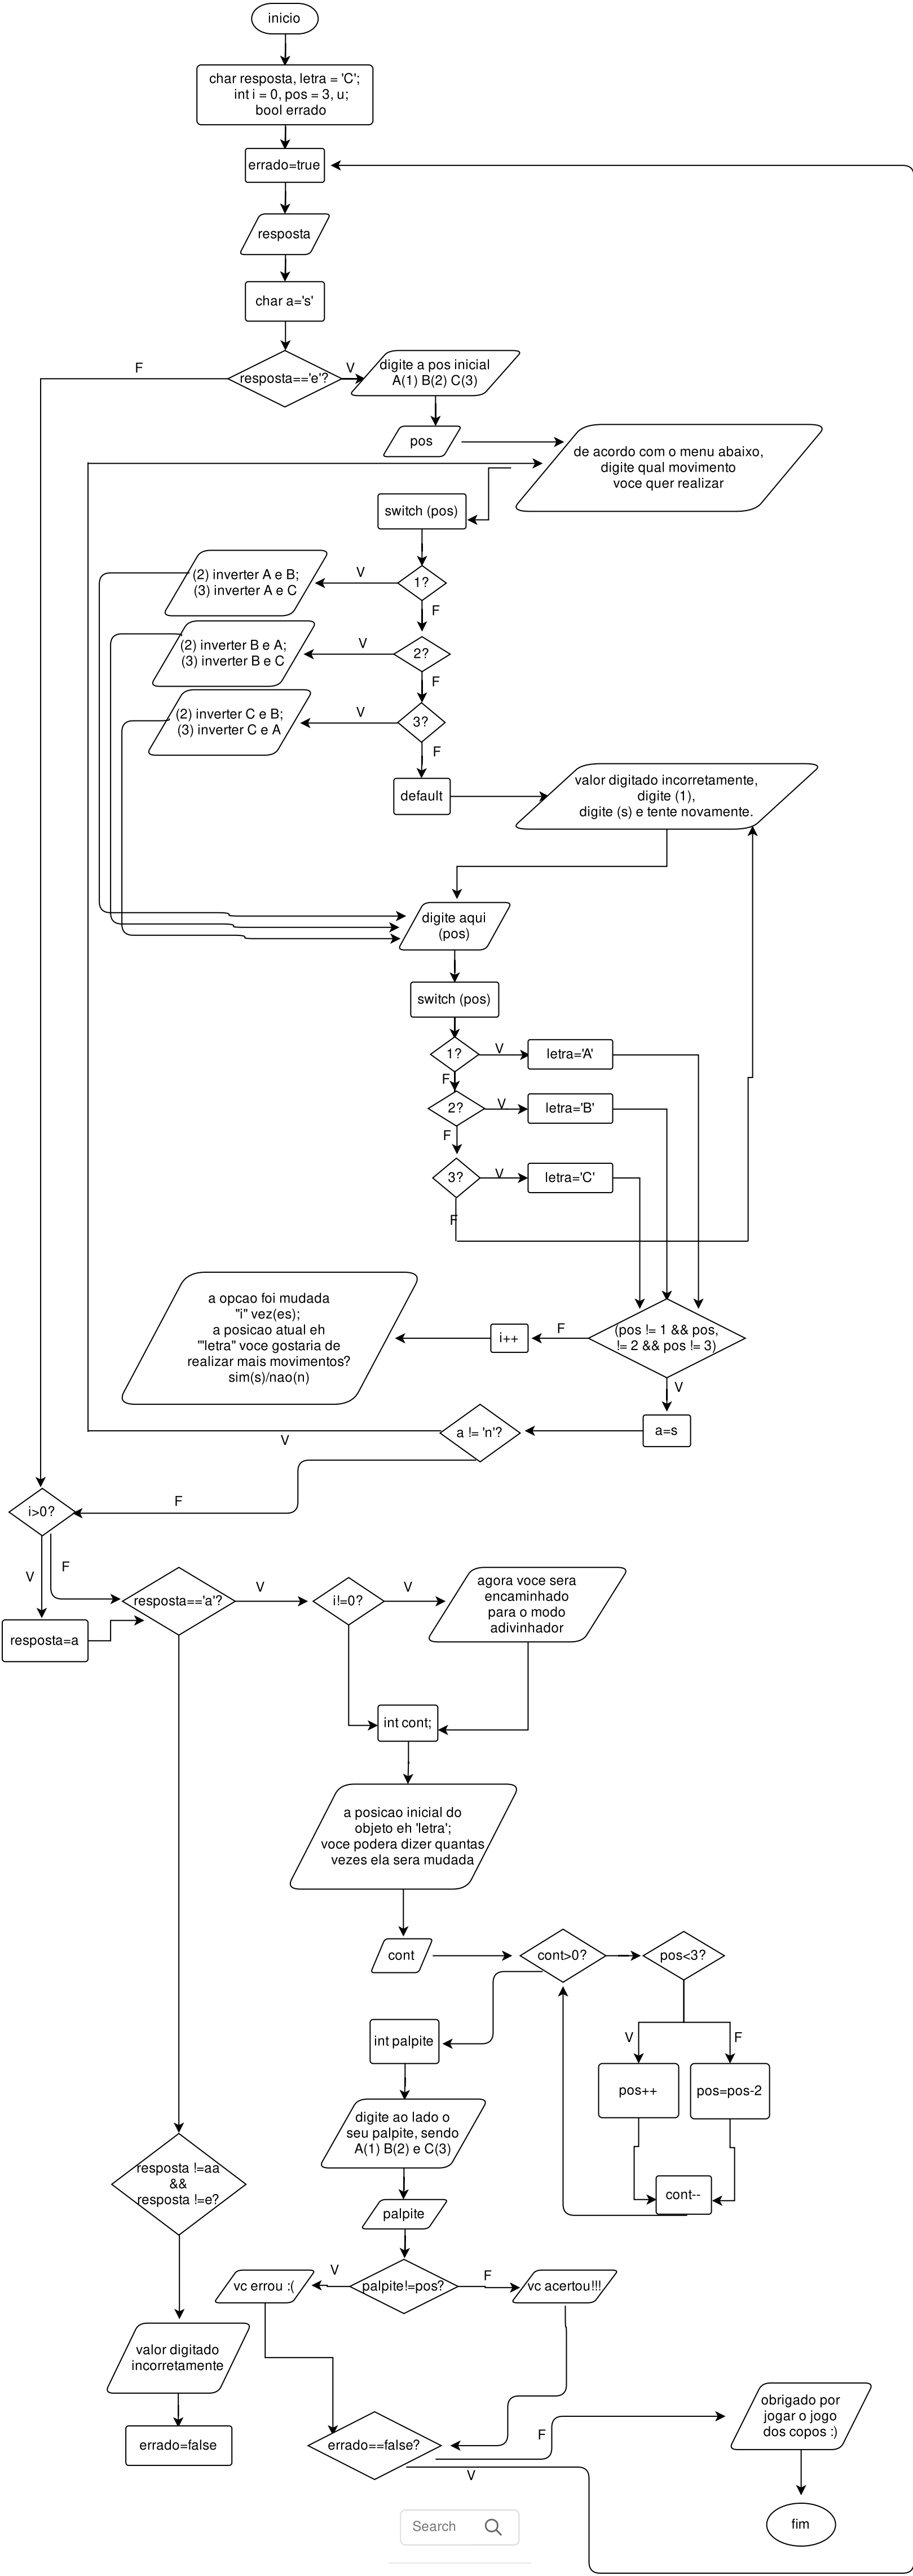 inicio
char resposta, letra = 'C';
int i = 0, pos = 3, u;
bool errado
errado=true
resposta
char a='s'
resposta=='e'?
F
V
digite a pos inicial
A(1) B(2) C(3)
pos
de acordo com o menu abaixo,
digite qual movimento
voce quer realizar
switch (pos)
1?
V
F
(2) inverter A e B;
(3) inverter A e C
2?
V
F
(2) inverter B e A;
(3) inverter B e C
3?
V
F
(2) inverter C e B;
(3) inverter C e A
default
valor digitado incorretamente,
digite (1),
digite (s) e tente novamente.
digite aqui
(pos)
switch (pos)
1?
V
letra='A'
F
2?
V
letra='B'
F
3?
V
letra='C'
F
(pos != 1 && pos,
!= 2 && pos != 3)
F
V
i++
a opcao foi mudada
"i" vez(es);
a posicao atual eh
'"letra" voce gostaria de
realizar mais movimentos?
sim(s)/nao(n)
a=s
a != 'n'?
V
F
i>0?
V
F
resposta=a
resposta=='a'?
V
i!=0?
V
agora voce sera
encaminhado
para o modo
adivinhador
int cont;
a posicao inicial do
objeto eh 'letra';
voce podera dizer quantas
vezes ela sera mudada
cont
cont>0?
pos<3?
V
F
pos++
pos=pos-2
cont--
int palpite
digite ao lado o
seu palpite, sendo
A(1) B(2) e C(3)
palpite
palpite!=pos?
V
F
vc errou :(
vc acertou!!!
resposta !=aa
&&
resposta !=e?
valor digitado
incorretamente
errado=false
errado==false?
F
V
obrigado por
jogar o jogo
dos copos :)
fim
Search